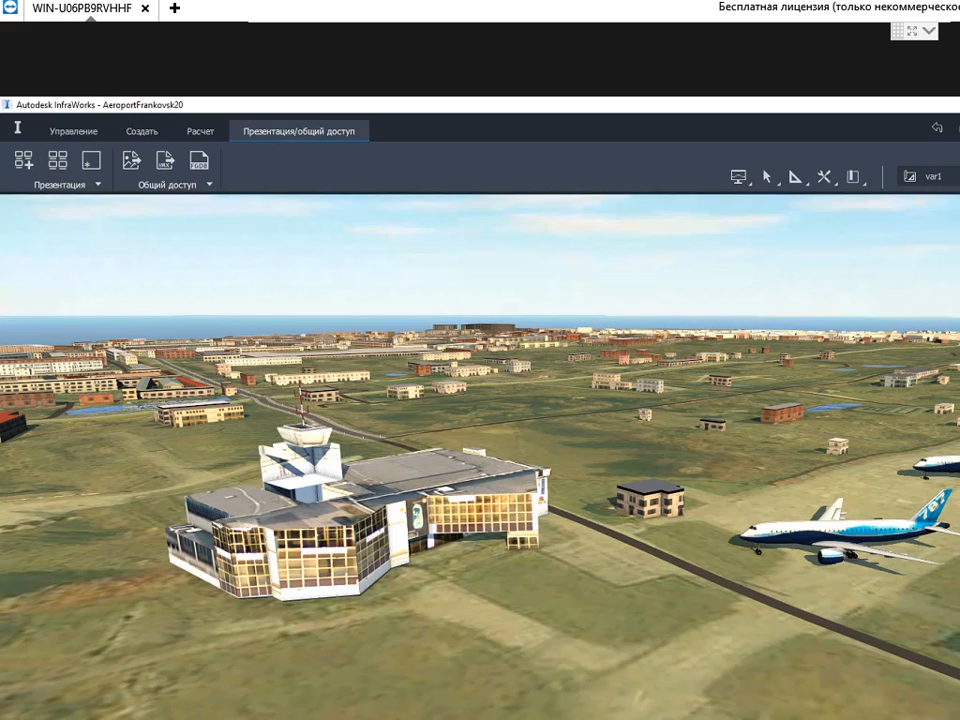 WIN-U06PB9RVHHF
Бесплатная лицензия (только некоммерческо
Autodesk InfraWorks - AeroportFrankovsk20
Управление Создать Расчет Презентация/общий доступ
Презентация Общий доступ
var1
767